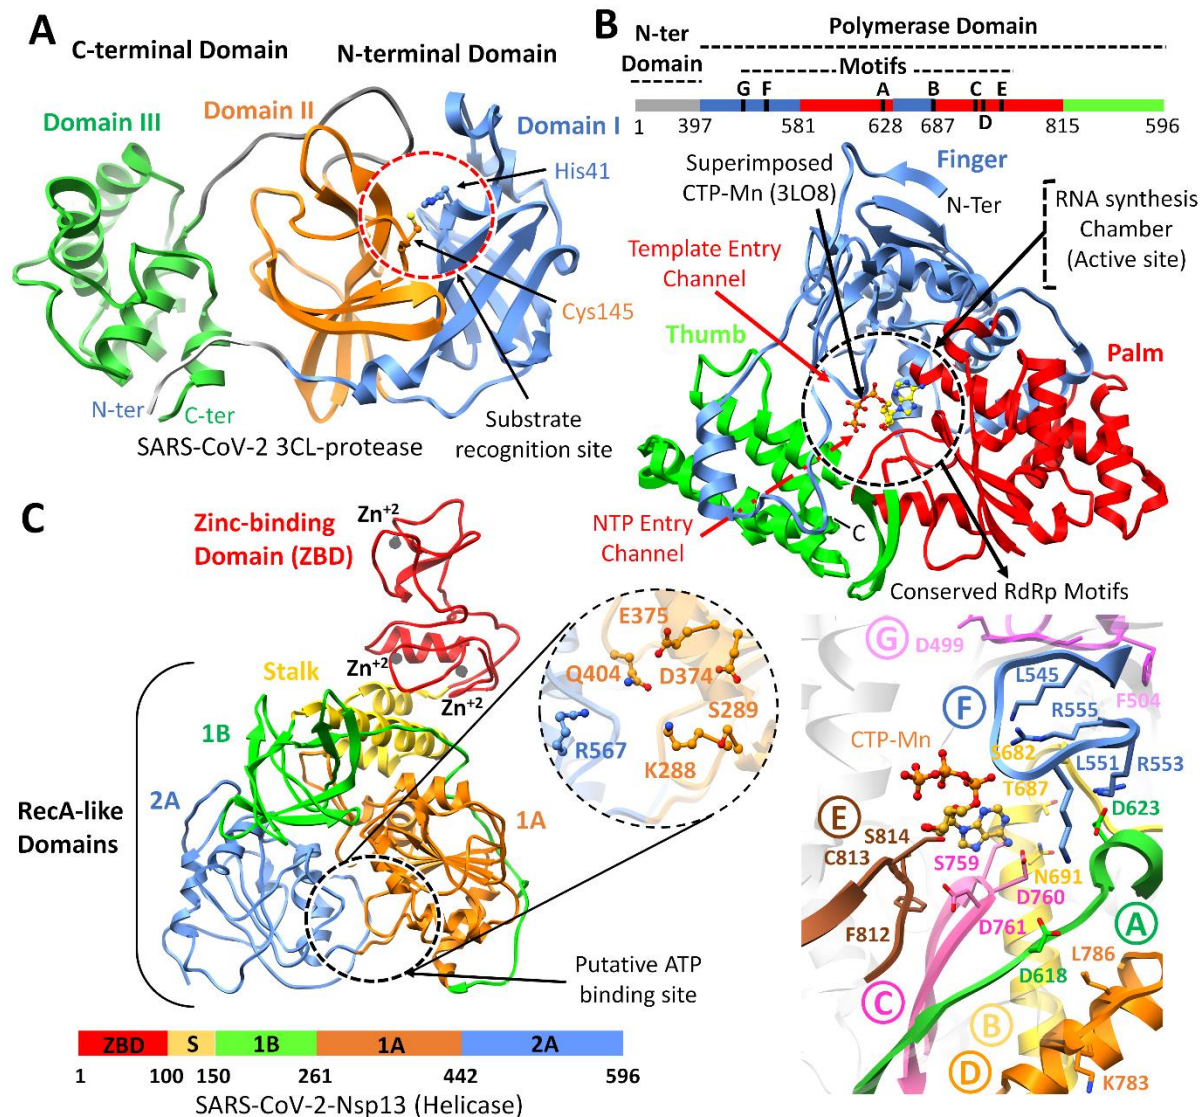 A
C-terminal Domain
N-terminal Domain
Domain III
Domain II
Domain I
His41
Cys145
N-ter
C-ter
Substrate
recognition site
SARS-CoV-2 3CL-protease
B
N-ter
Domain
Polymerase Domain
Motifs
G F A B C E
D
1 397 581 628 687 815 596
Superimposed
CTP-Mn (3LO8)
Finger
N-Ter
RNA synthesis
Chamber
(Active site)
Template Entry
Channel
Thumb
Palm
NTP Entry
Channel
C
Conserved RdRp Motifs
G
D499
L545
F504
F
R555
CTP-Mn
S682
L551
R553
T687
D623
E
S814
C813
S759
N691
D760
D761
A
F812
L786
D618
C
B
D
K783
C
Zinc-binding
Domain (ZBD)
Zn+2
Zn+2
Zn+2
Stalk
1B
2A
1A
RecA-like
Domains
E375
Q404
D374
S289
R567
K288
Putative ATP
binding site
ZBD S 1B 1A 2A
1 100 150 261 442 596
SARS-CoV-2-Nsp13 (Helicase)